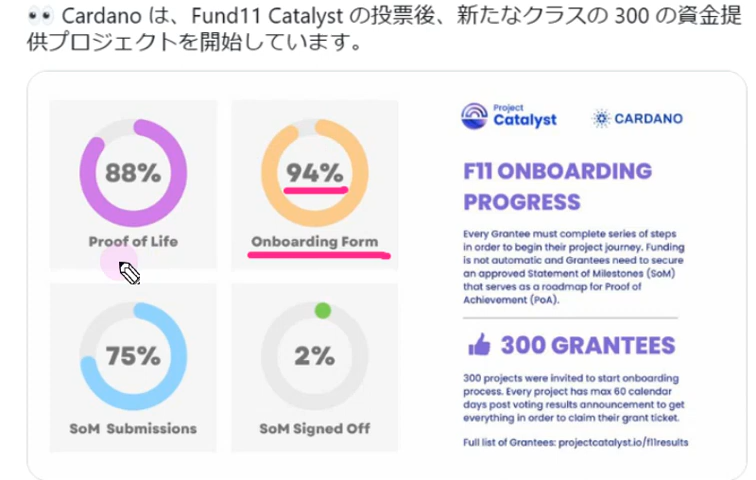 👀 Cardano は、Fund11 Catalyst の投票後、新たなクラスの 300 の資金提
供プロジェクトを開始しています。
88%
Proof of Life
94%
Onboarding Form
75%
SoM Submissions
2%
SoM Signed Off
Project
Catalyst
CARDANO
F11 ONBOARDING
PROGRESS
Every Grantee must complete series of steps
in order to begin their project journey. Funding
is not automatic and Grantees need to secure
an approved Statement of Milestones (SoM)
that serves as a roadmap for Proof of
Achievement (PoA).
300 GRANTEES
300 projects were invited to start onboarding
process. Every project has max 60 calendar
days post voting results announcement to get
everything in order to claim their grant ticket.
Full list of Grantees: projectcatalyst.io/f11results